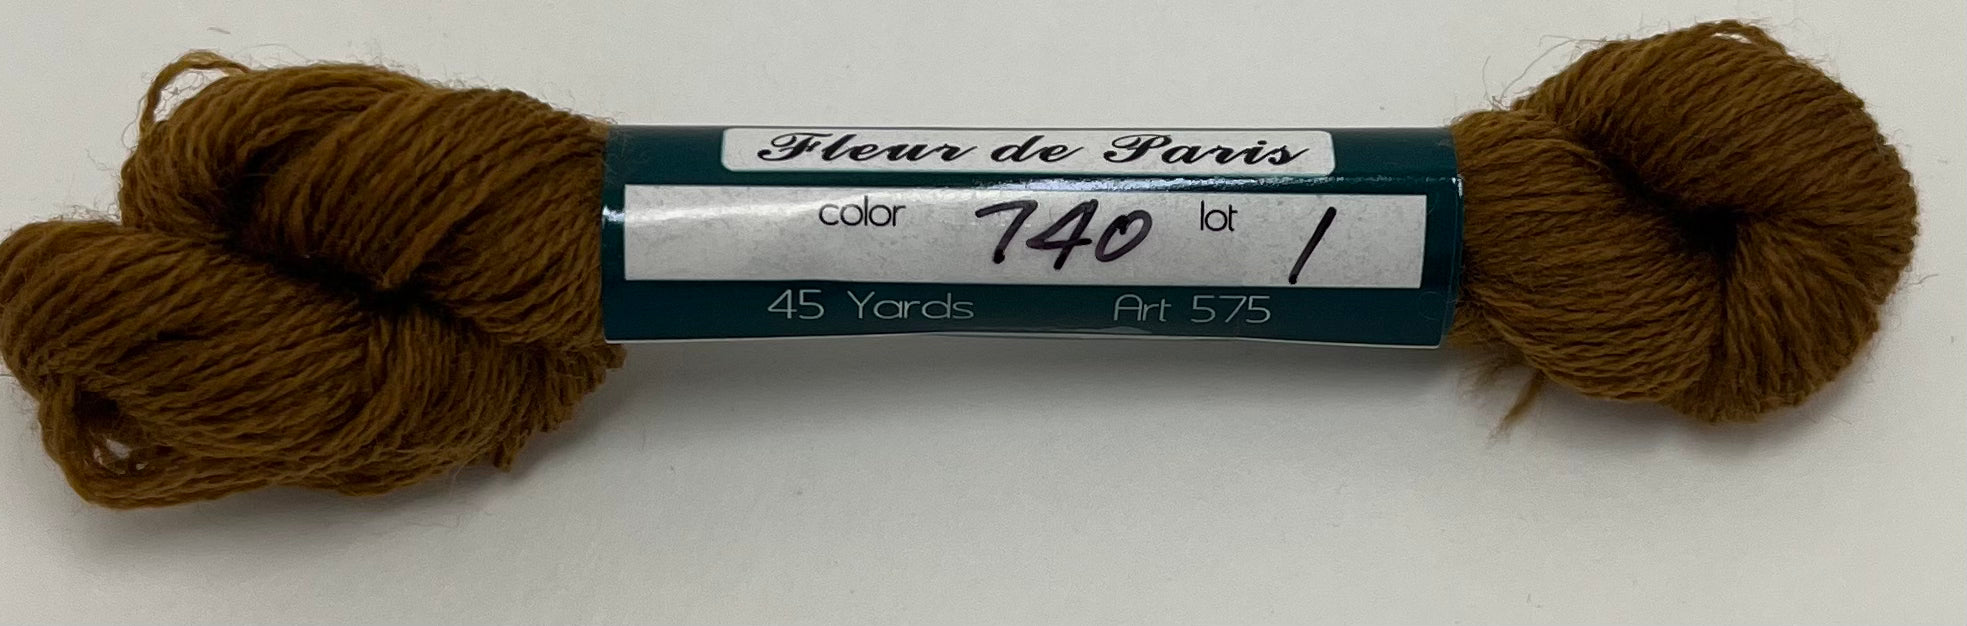 Fleur de Paris
color 740 lot 1
45 Yards Art 575